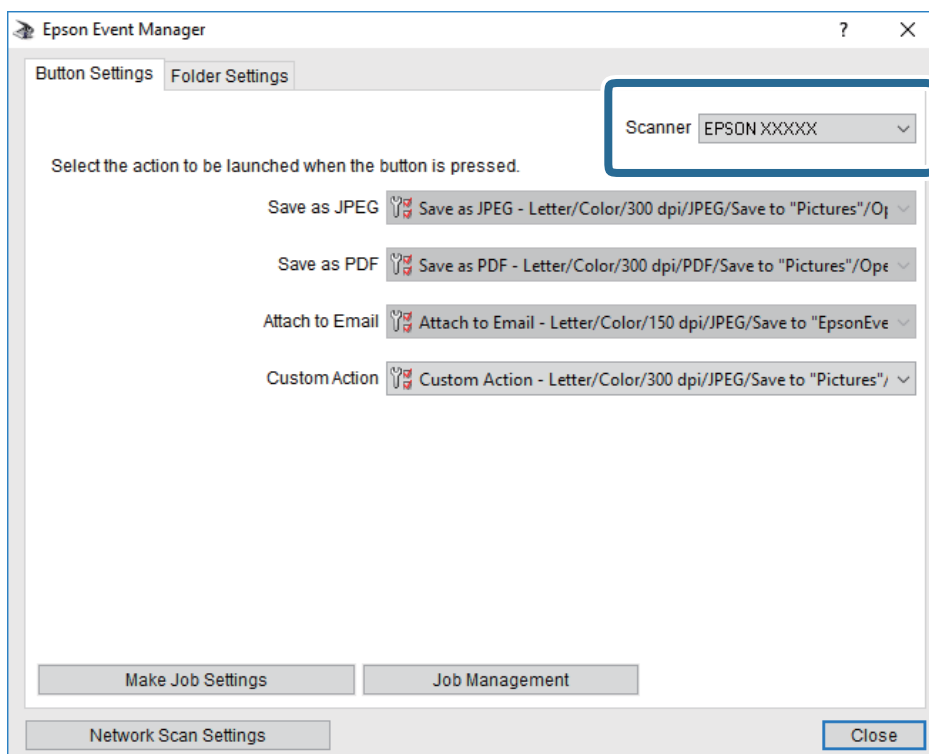 Epson Event Manager
Button Settings Folder Settings
Scanner EPSON XXXXX
Select the action to be launched when the button is pressed.
Save as JPEG Save as JPEG - Letter/Color/300 dpi/JPEG/Save to "Pictures"/Op
Save as PDF Save as PDF - Letter/Color/300 dpi/PDF/Save to "Pictures"/Ope
Attach to Email Attach to Email - Letter/Color/150 dpi/JPEG/Save to "EpsonEve
Custom Action Custom Action - Letter/Color/300 dpi/JPEG/Save to "Pictures"/
Make Job Settings Job Management
Network Scan Settings Close